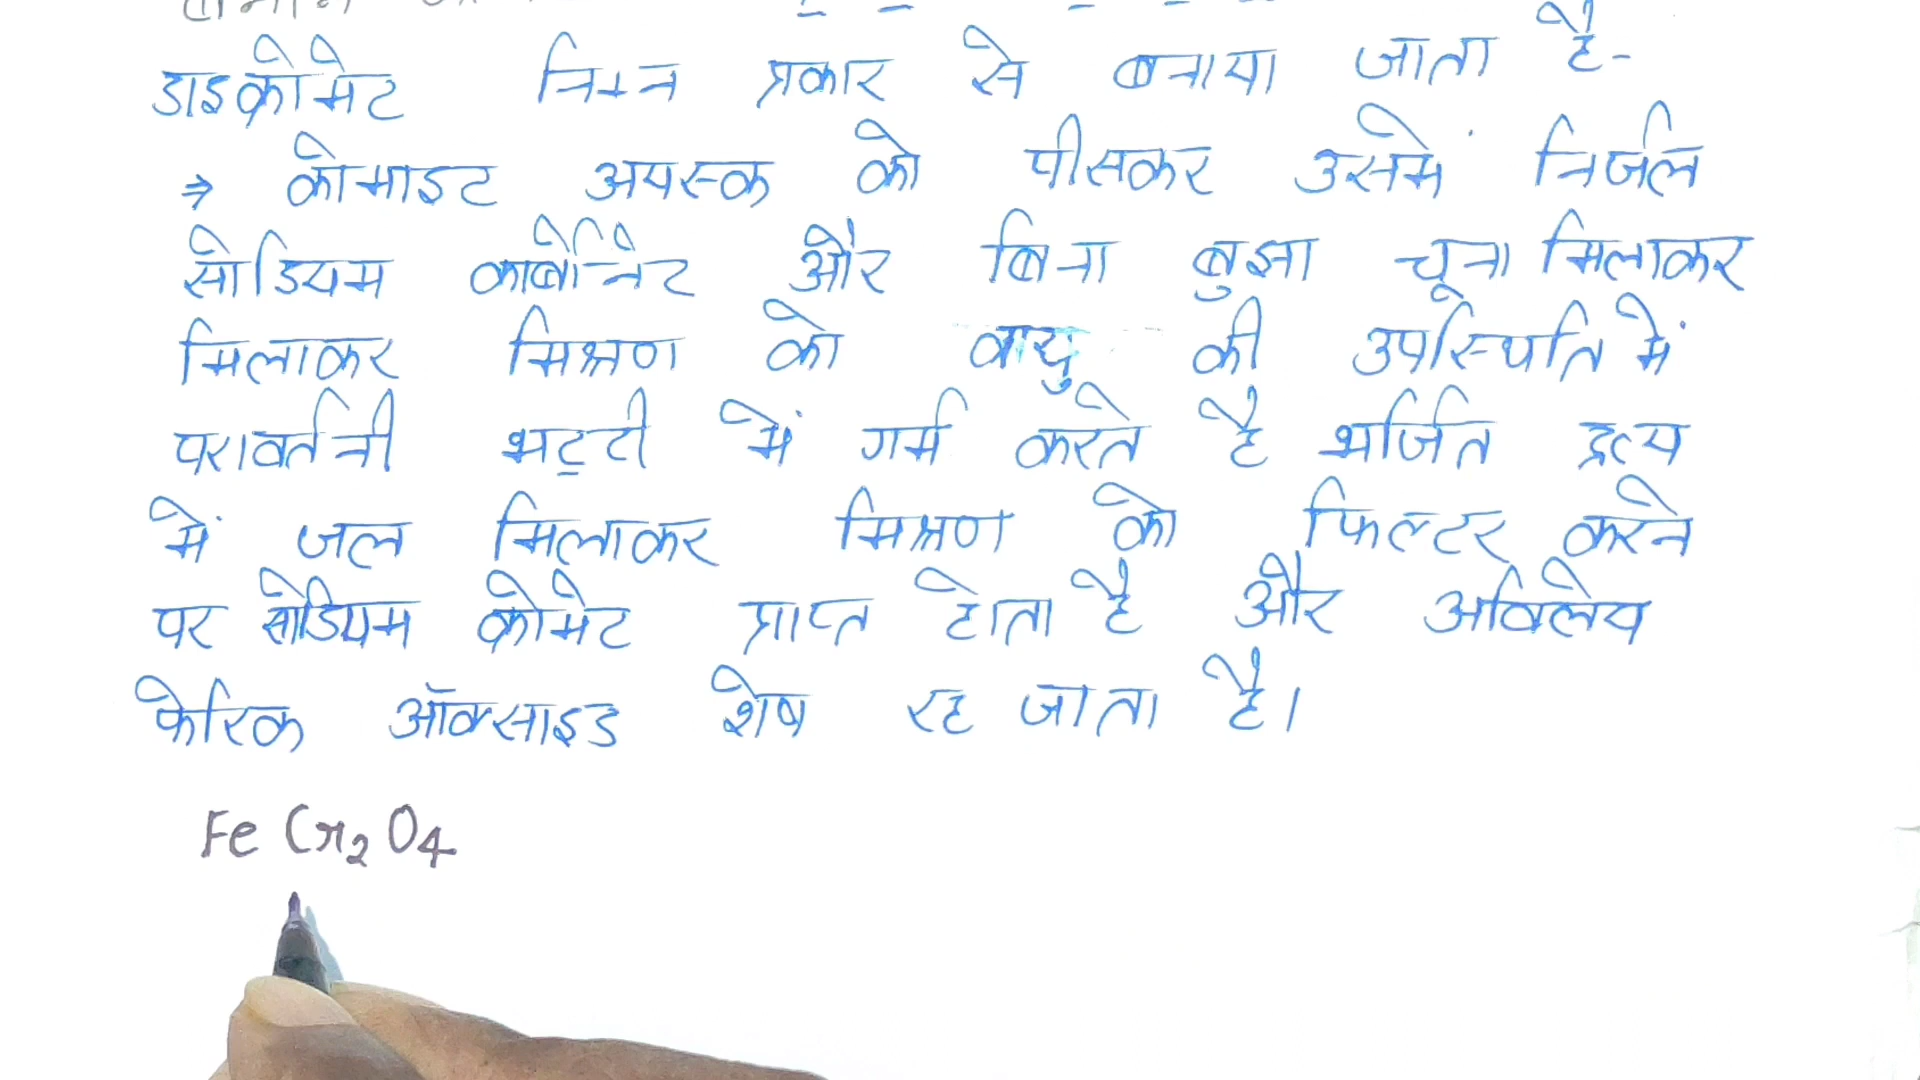 डाइक्रोमेट निम्न प्रकार से बनाया जाता है-
⇒ क्रोमाइट अयस्क को पीसकर उसमें निर्जल
सोडियम कार्बोनेट और बिना बुझा चूना मिलाकर
मिलाकर मिश्रण को वायु की उपस्थिति में
परावर्तनी भट्टी में गर्म करते है भर्जित द्रव्य
में जल मिलाकर मिश्रण को फिल्टर करने
पर सोडियम क्रोमेट प्राप्त होता है और अविलेय
फेरिक ऑक्साइड शेष रह जाता है।
Fe Cr₂ O₄